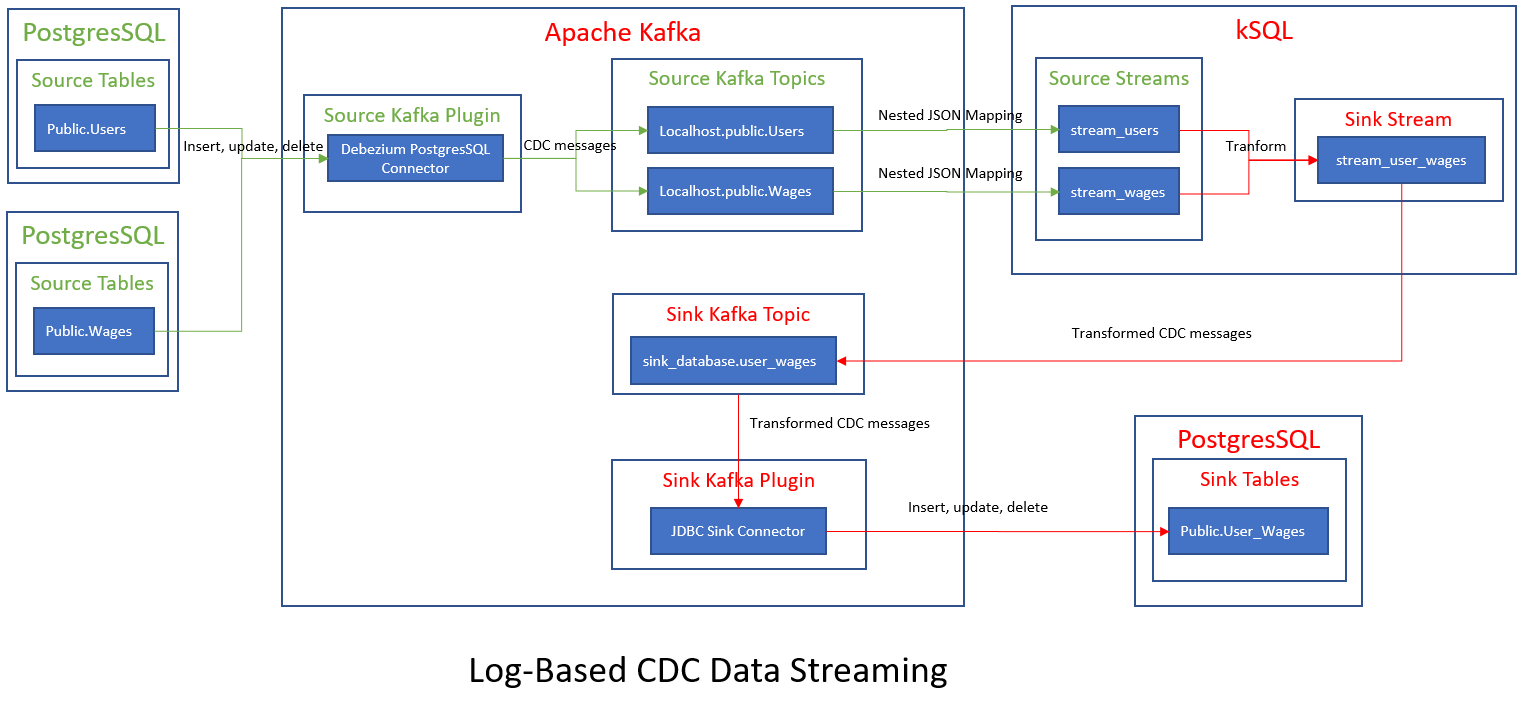 PostgresSQL
Source Tables
Public.Users
PostgresSQL
Source Tables
Public.Wages
Insert, update, delete
Apache Kafka
Source Kafka Plugin
Debezium PostgresSQL
Connector
CDC messages
Source Kafka Topics
Localhost.public.Users
Localhost.public.Wages
Nested JSON Mapping
Nested JSON Mapping
kSQL
Source Streams
stream_users
stream_wages
Tranform
Sink Stream
stream_user_wages
Transformed CDC messages
Sink Kafka Topic
sink_database.user_wages
Transformed CDC messages
Sink Kafka Plugin
JDBC Sink Connector
Insert, update, delete
PostgresSQL
Sink Tables
Public.User_Wages
Log-Based CDC Data Streaming